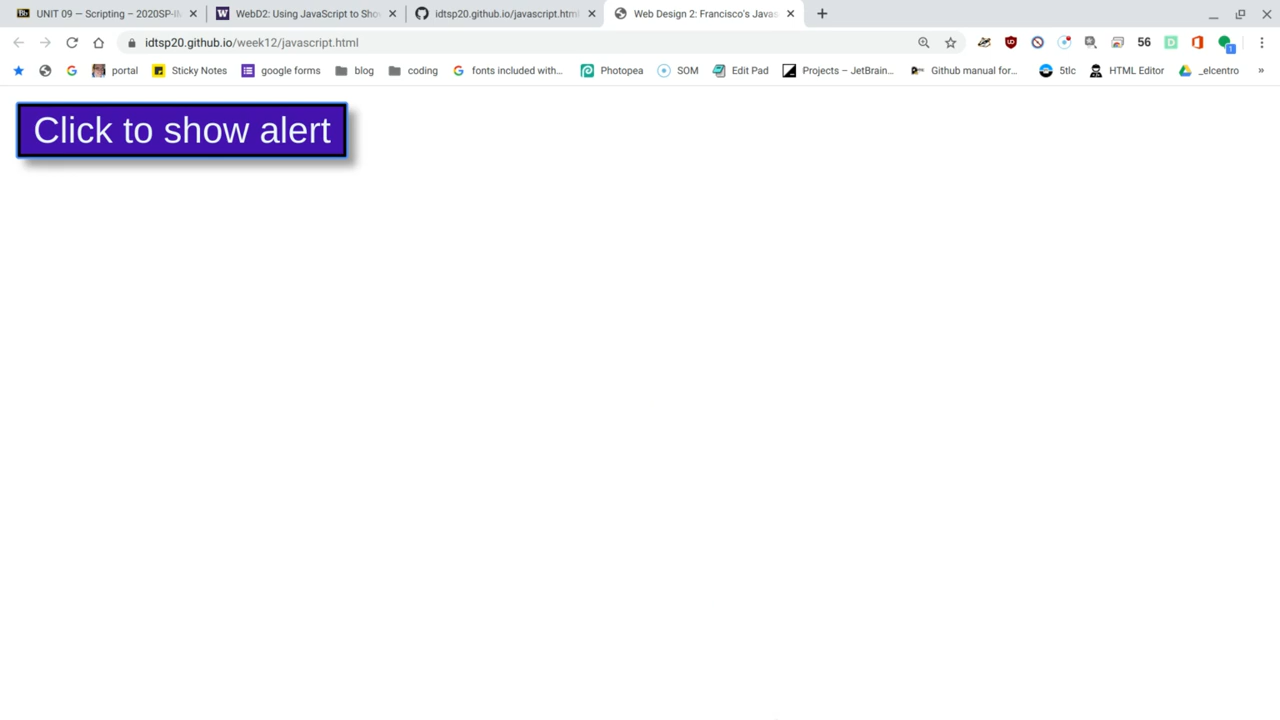 UNIT 09 — Scripting – 2020SP-I
WebD2: Using JavaScript to Sho
idtsp20.github.io/javascript.html
Web Design 2: Francisco's Javas
idtsp20.github.io/week12/javascript.html
56
D
1
portal
Sticky Notes
google forms
blog
coding
fonts included with...
Photopea
SOM
Edit Pad
Projects – JetBrain...
Github manual for...
5tlc
HTML Editor
_elcentro
»
Click to show alert